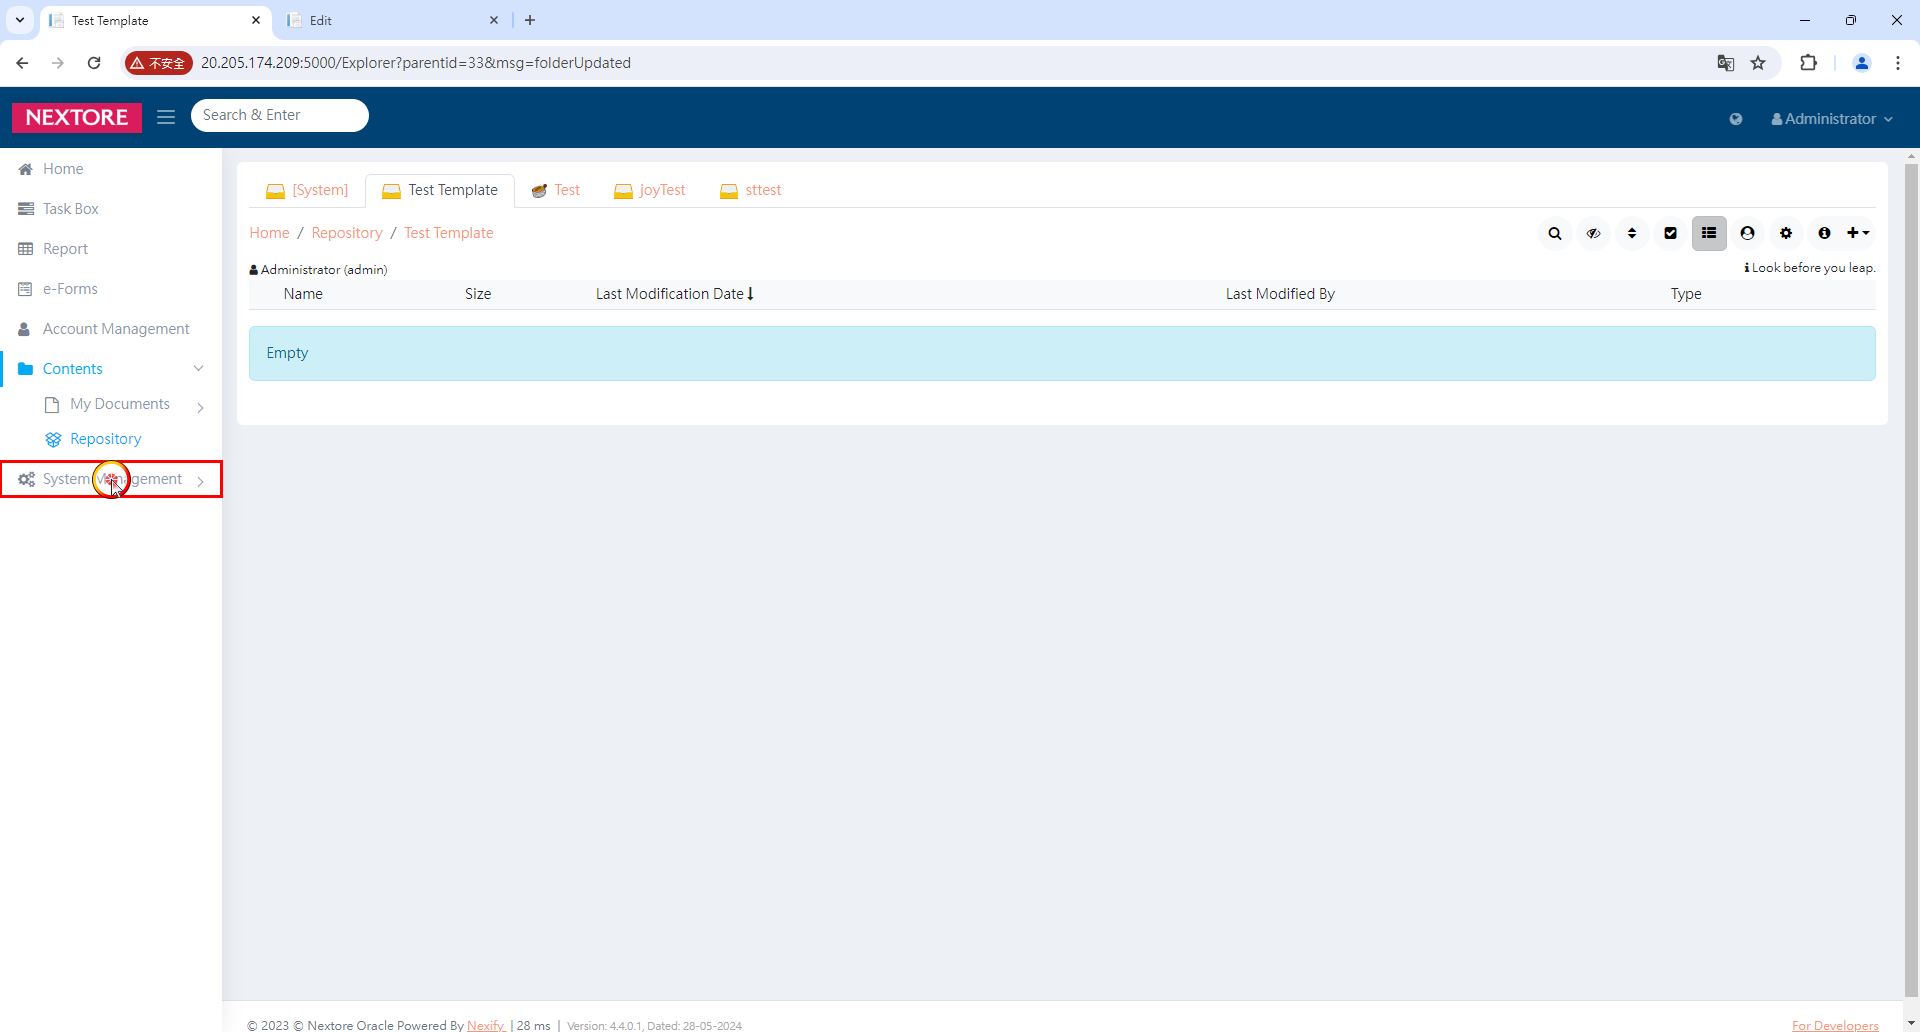 Test Template
Edit
不安全
20.205.174.209:5000/Explorer?parentid=33&msg=folderUpdated
NEXTORE
Search & Enter
Administrator
Home
Task Box
Report
e-Forms
Account Management
Contents
My Documents
Repository
System Management
[System]
Test Template
Test
joyTest
sttest
Home / Repository / Test Template
Administrator (admin)
Look before you leap.
Name Size Last Modification Date Last Modified By Type
Empty
© 2023 © Nextore Oracle Powered By Nexify | 28 ms | Version: 4.4.0.1, Dated: 28-05-2024
For Developers